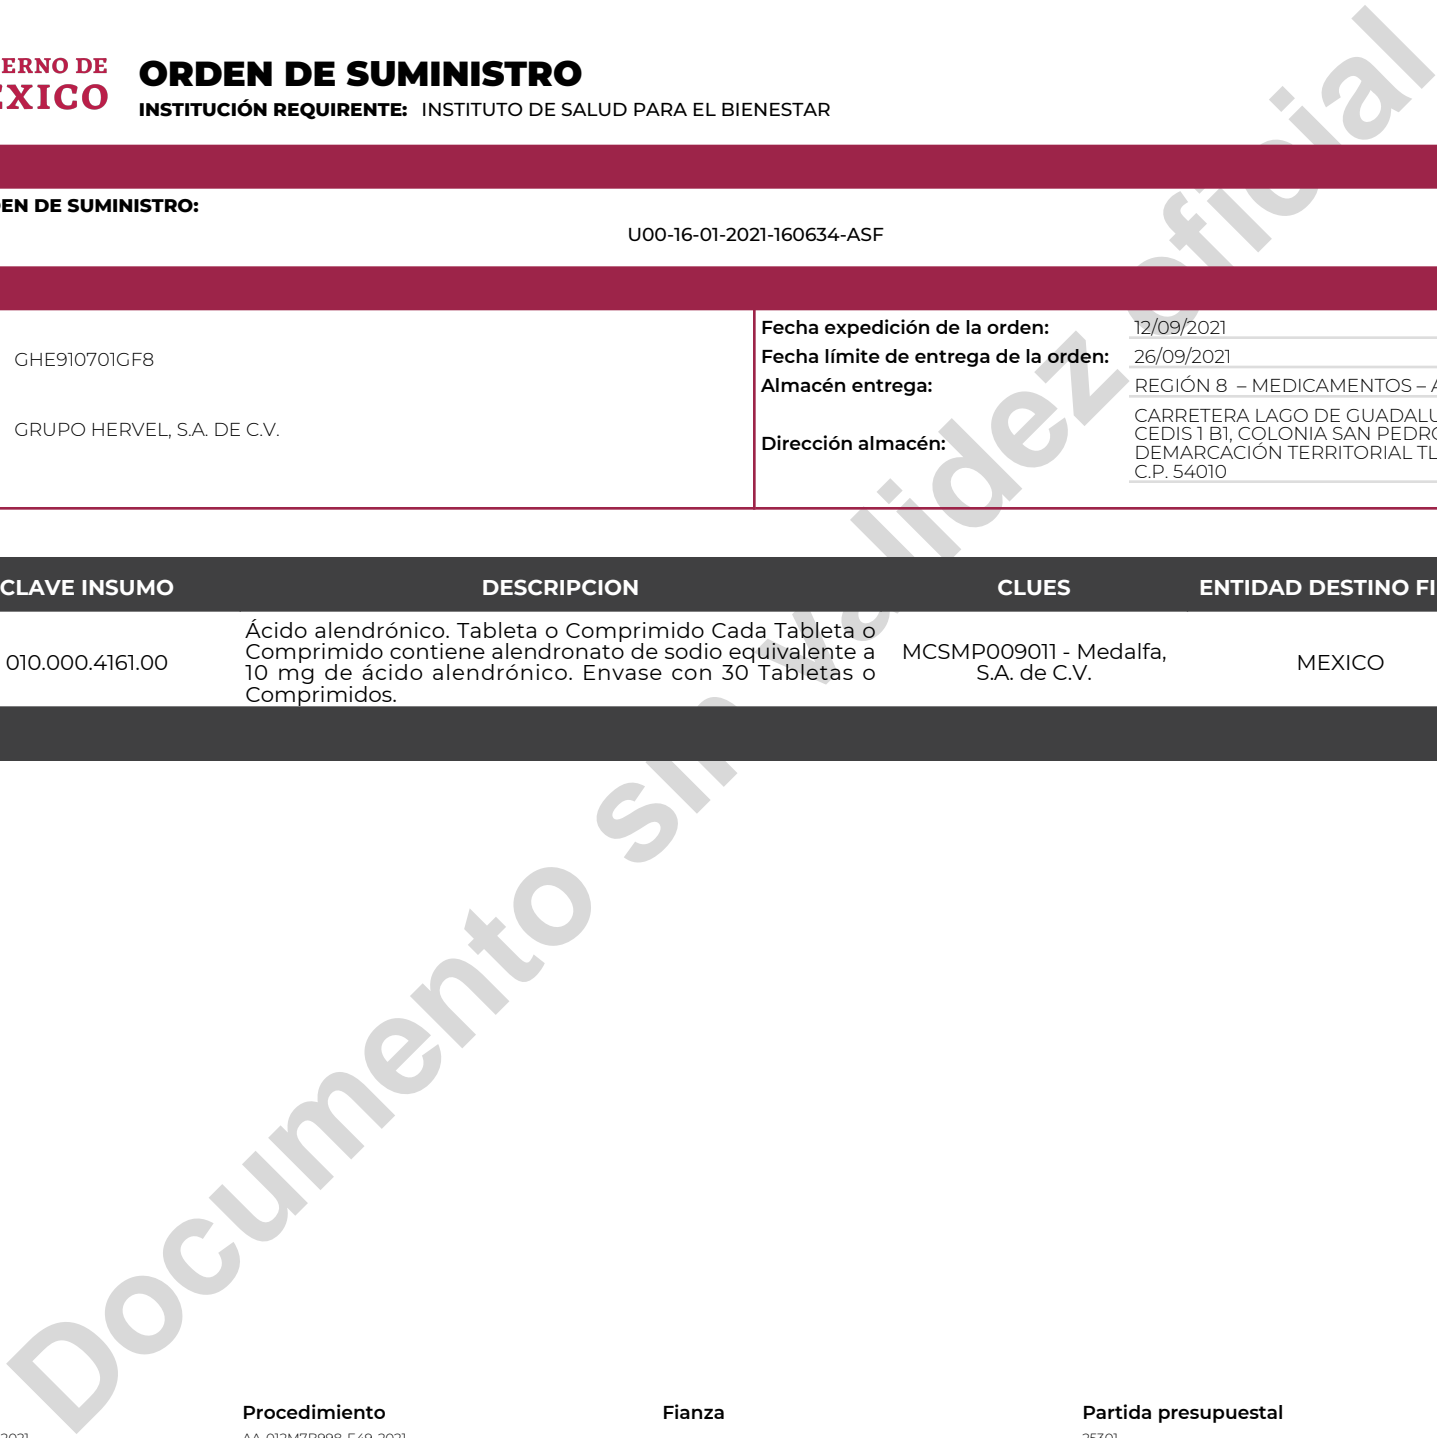 ERNO DE
EXICO
ORDEN DE SUMINISTRO
INSTITUCIÓN REQUIRENTE: INSTITUTO DE SALUD PARA EL BIENESTAR
EN DE SUMINISTRO:
U00-16-01-2021-160634-ASF
GHE910701GF8
GRUPO HERVEL, S.A. DE C.V.
Fecha expedición de la orden: 12/09/2021
Fecha límite de entrega de la orden: 26/09/2021
Almacén entrega: REGIÓN 8 – MEDICAMENTOS – A
Dirección almacén:
CARRETERA LAGO DE GUADALU
CEDIS 1 B1, COLONIA SAN PEDRO
DEMARCACIÓN TERRITORIAL TL
C.P. 54010
CLAVE INSUMO DESCRIPCION CLUES ENTIDAD DESTINO FI
010.000.4161.00
Ácido alendrónico. Tableta o Comprimido Cada Tableta o
Comprimido contiene alendronato de sodio equivalente a
10 mg de ácido alendrónico. Envase con 30 Tabletas o
Comprimidos.
MCSMP009011 - Medalfa,
S.A. de C.V.
MEXICO
Procedimiento Fianza Partida presupuestal
Documento sin validez oficial